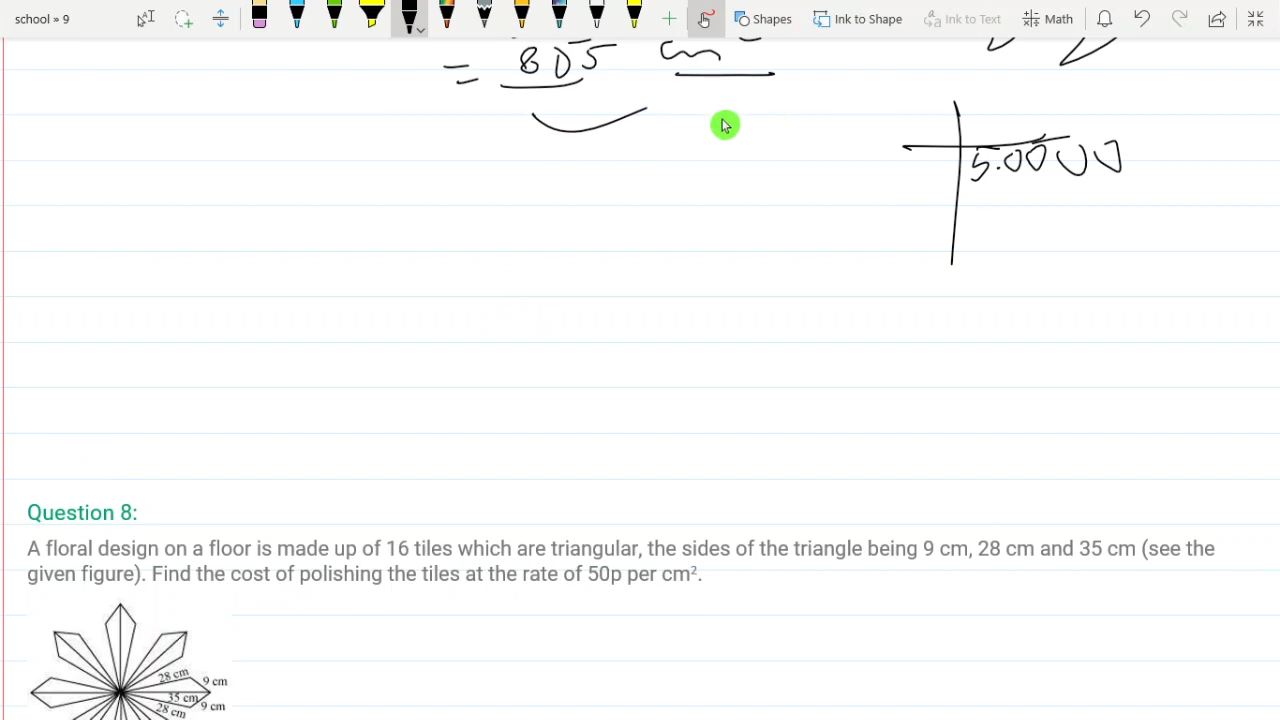 school » 9 Shapes Ink to Shape Ink to Text Math
= 805 cm
5.0000
Question 8:
A floral design on a floor is made up of 16 tiles which are triangular, the sides of the triangle being 9 cm, 28 cm and 35 cm (see the
given figure). Find the cost of polishing the tiles at the rate of 50p per cm².
28 cm 9 cm
35 cm
28 cm 9 cm